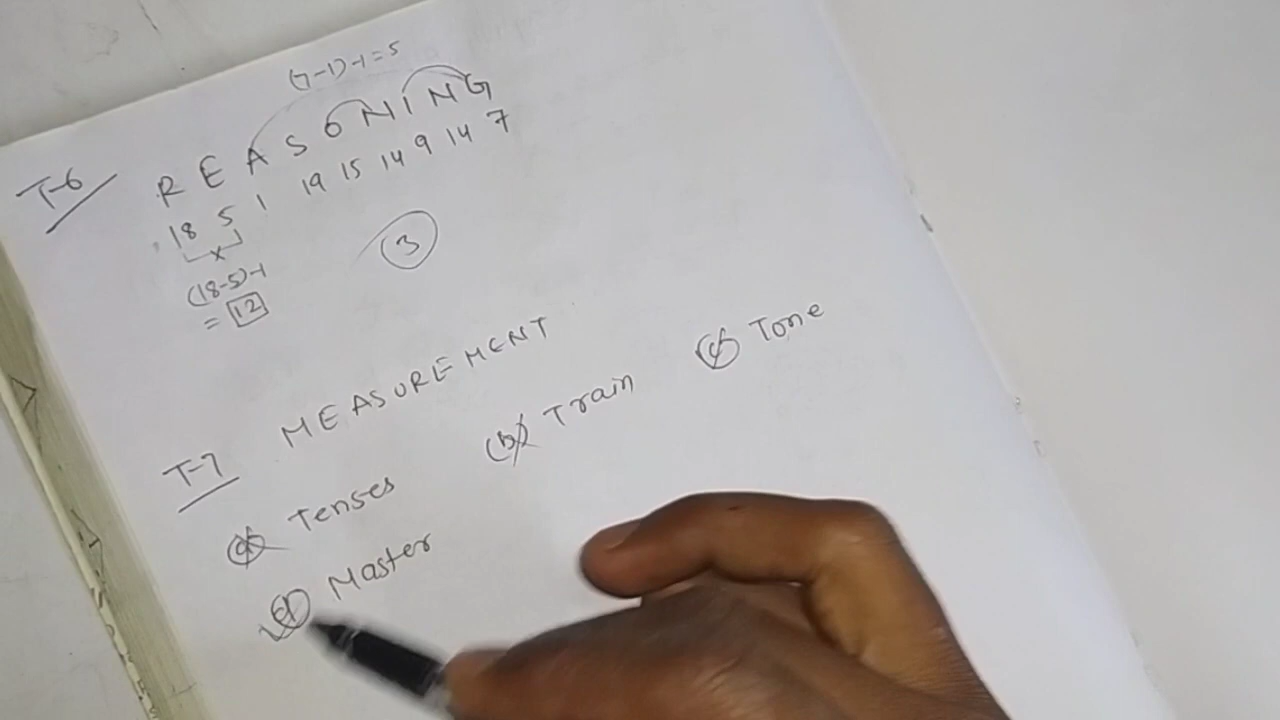 (7-1)-1=5
T-6 R E A S O N I N G
18 5 1 19 15 14 9 14 7
x
(18-5)-1
= 12
3
T-7 MEASUREMENT
(a) Tenses (b) Train (c) Tone
(d) Master